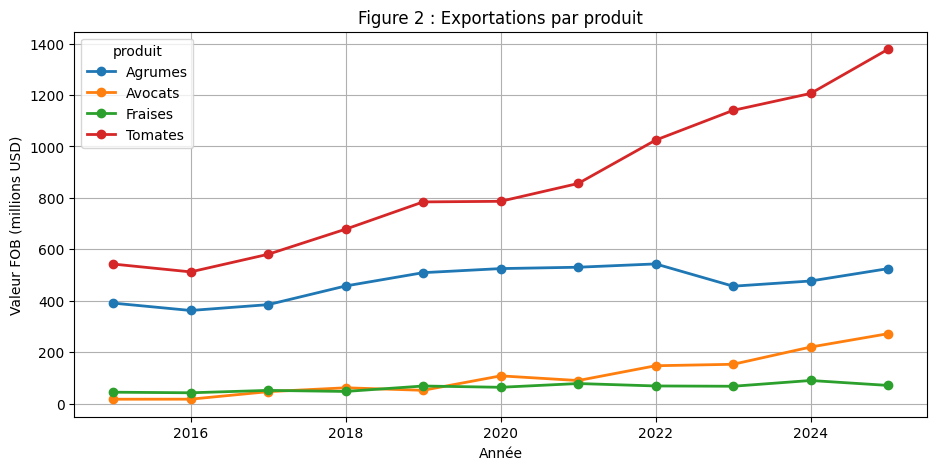 Figure 2 : Exportations par produit
produit
Agrumes
Avocats
Fraises
Tomates
Valeur FOB (millions USD)
1400
1200
1000
800
600
400
200
0
2016
2018
2020
2022
2024
Année